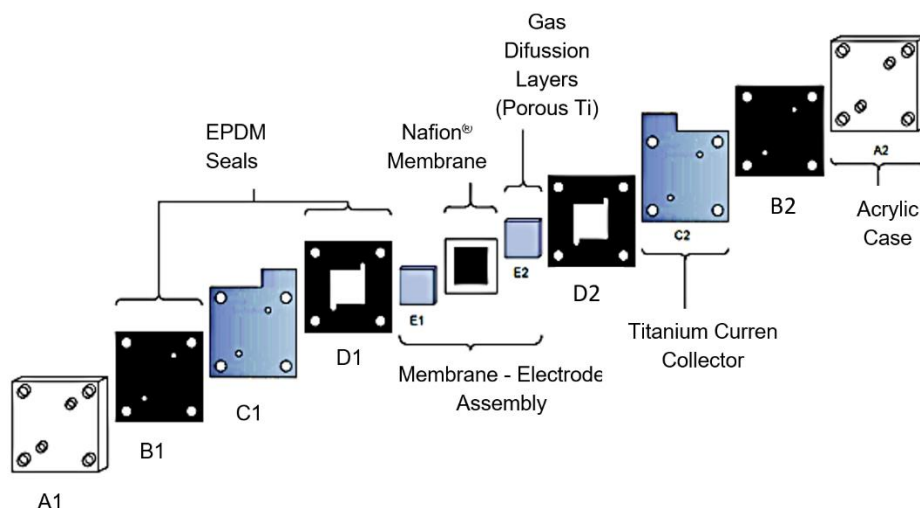 Gas
Difussion
Layers
(Porous Ti)
EPDM
Seals
Nafion®
Membrane
A2
Acrylic
Case
B2
C2
Titanium Curren
Collector
D2
E2
E1
Membrane - Electrode
Assembly
D1
C1
B1
A1